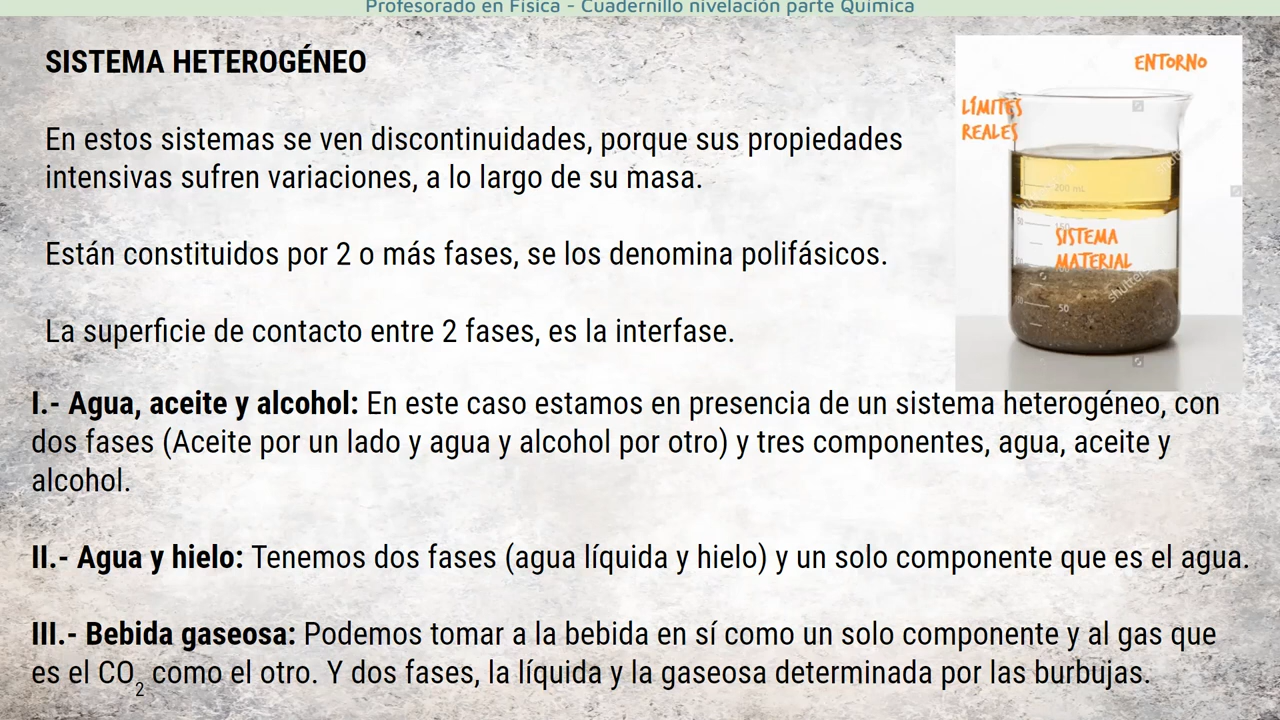 Profesorado en Física - Cuadernillo nivelación parte Química
SISTEMA HETEROGÉNEO
En estos sistemas se ven discontinuidades, porque sus propiedades
intensivas sufren variaciones, a lo largo de su masa.
Están constituidos por 2 o más fases, se los denomina polifásicos.
La superficie de contacto entre 2 fases, es la interfase.
ENTORNO
LÍMITES
REALES
200 mL
SISTEMA
MATERIAL
50
I.- Agua, aceite y alcohol: En este caso estamos en presencia de un sistema heterogéneo, con
dos fases (Aceite por un lado y agua y alcohol por otro) y tres componentes, agua, aceite y
alcohol.
II.- Agua y hielo: Tenemos dos fases (agua líquida y hielo) y un solo componente que es el agua.
III.- Bebida gaseosa: Podemos tomar a la bebida en sí como un solo componente y al gas que
es el CO2 como el otro. Y dos fases, la líquida y la gaseosa determinada por las burbujas.